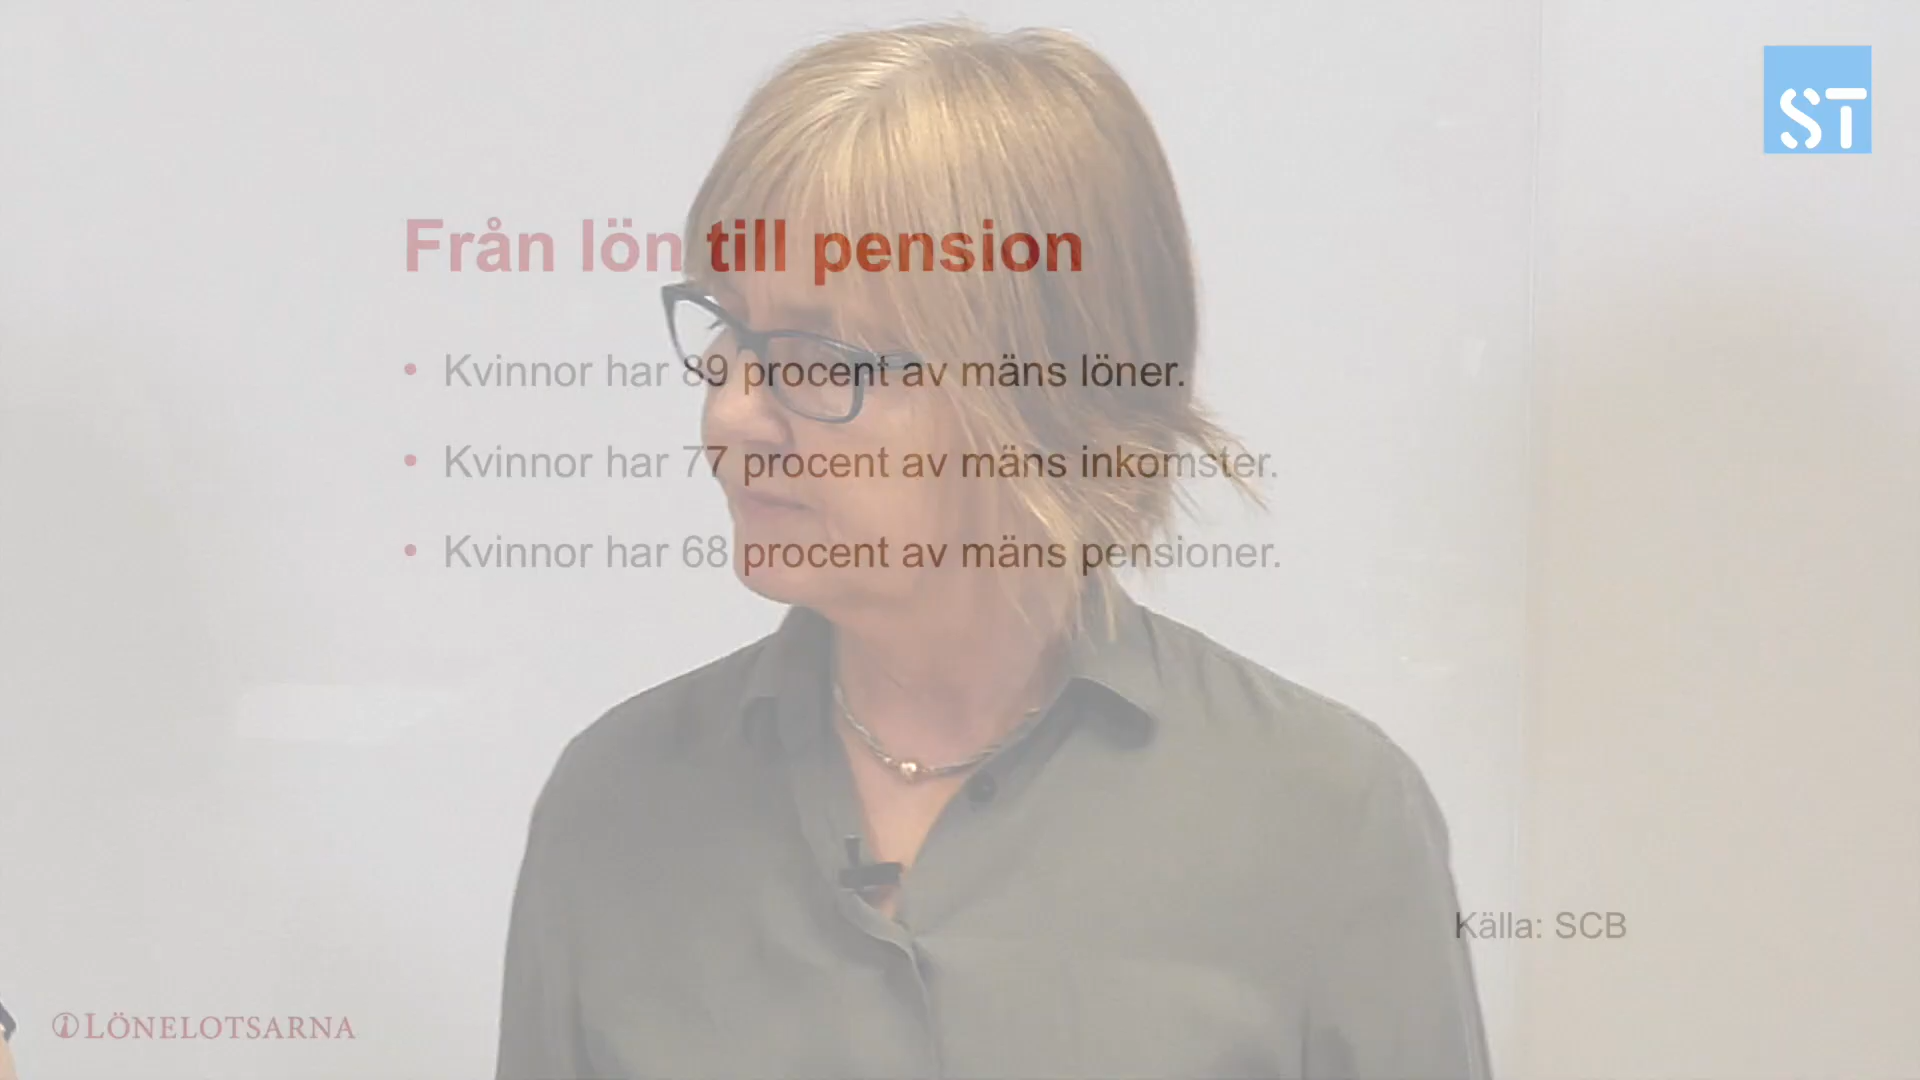 ST
Från lön till pension
• Kvinnor har 89 procent av mäns löner.
• Kvinnor har 77 procent av mäns inkomster.
• Kvinnor har 68 procent av mäns pensioner.
Källa: SCB
LÖNELOTSARNA